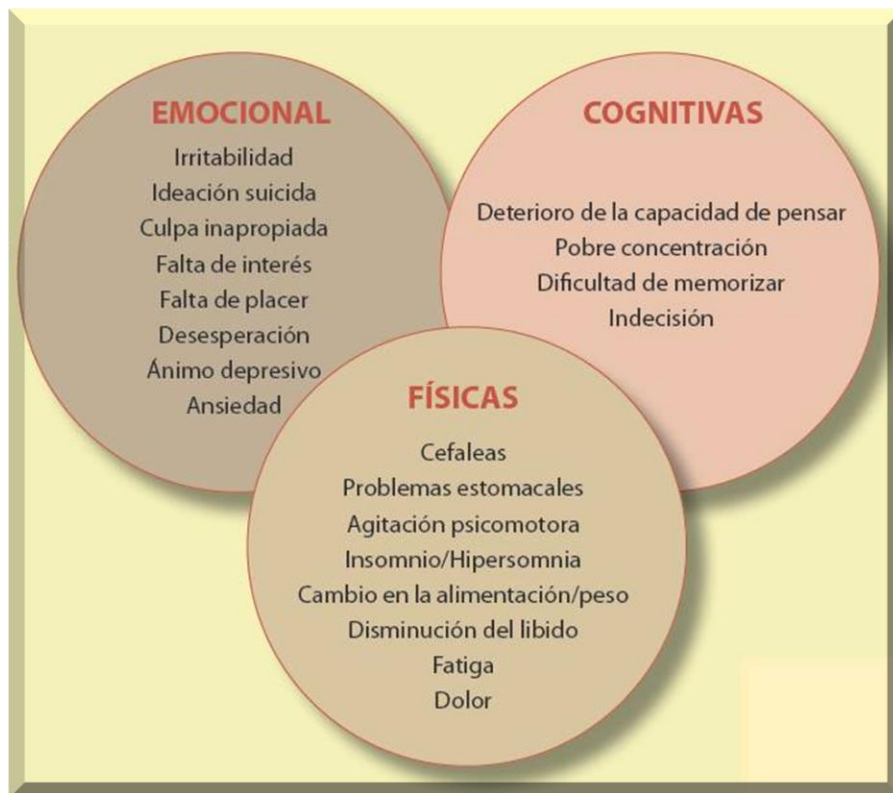 EMOCIONAL
Irritabilidad
Ideación suicida
Culpa inapropiada
Falta de interés
Falta de placer
Desesperación
Ánimo depresivo
Ansiedad
COGNITIVAS
Deterioro de la capacidad de pensar
Pobre concentración
Dificultad de memorizar
Indecisión
FÍSICAS
Cefaleas
Problemas estomacales
Agitación psicomotora
Insomnio/Hipersomnia
Cambio en la alimentación/peso
Disminución del libido
Fatiga
Dolor